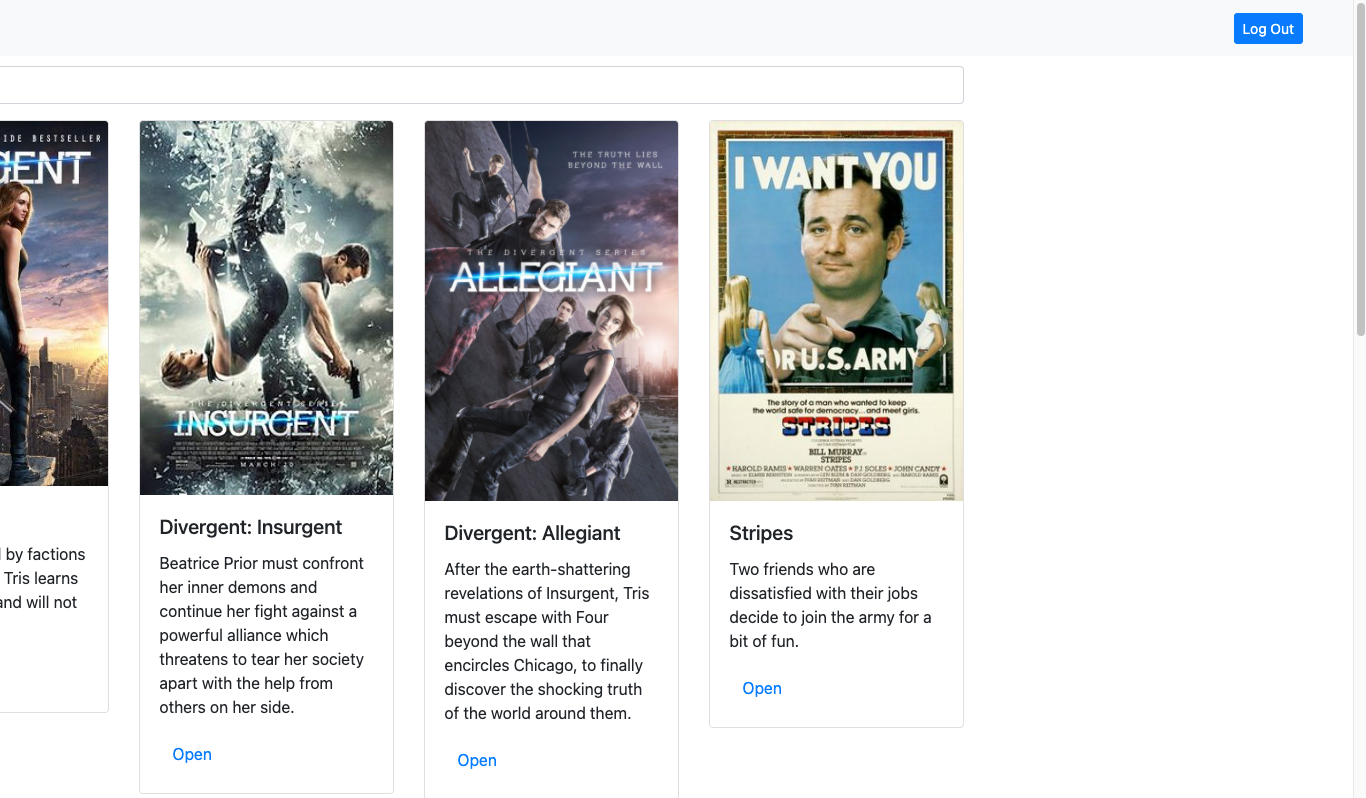 Log Out
IDE BESTSELLER
GENT
THE TRUTH LIES
BEYOND THE WALL
THE DIVERGENT SERIES
ALLEGIANT
THE DIVERGENT SERIES
INSURGENT
MARCH 20
I WANT YOU
FOR U.S. ARMY
The story of a man who wanted to keep
the world safe for democracy...and meet girls.
STRIPES
BILL MURRAY
STRIPES
HAROLD RAMIS ★ WARREN OATES ★ P.J. SOLES ★ JOHN CANDY
by factions
Tris learns
and will not
Divergent: Insurgent
Beatrice Prior must confront
her inner demons and
continue her fight against a
powerful alliance which
threatens to tear her society
apart with the help from
others on her side.
Open
Divergent: Allegiant
After the earth-shattering
revelations of Insurgent, Tris
must escape with Four
beyond the wall that
encircles Chicago, to finally
discover the shocking truth
of the world around them.
Open
Stripes
Two friends who are
dissatisfied with their jobs
decide to join the army for a
bit of fun.
Open